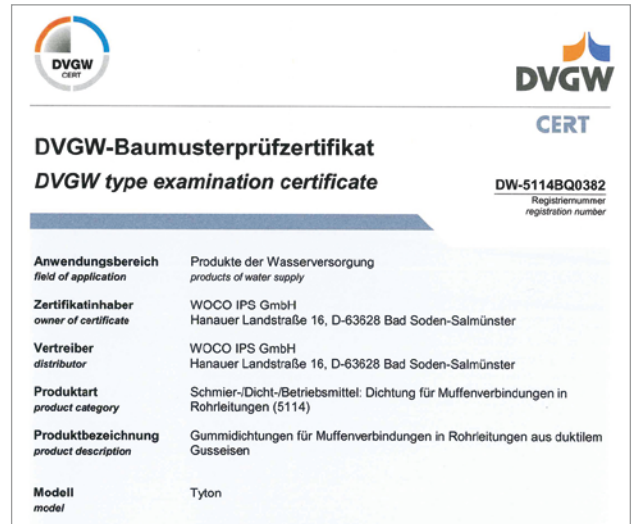 DVGW
CERT
DVGW
CERT
DVGW-Baumusterprüfzertifikat
DVGW type examination certificate
DW-5114BQ0382
Registriernummer
registration number
Anwendungsbereich
field of application
Produkte der Wasserversorgung
products of water supply
Zertifikatinhaber
owner of certificate
WOCO IPS GmbH
Hanauer Landstraße 16, D-63628 Bad Soden-Salmünster
Vertreiber
distributor
WOCO IPS GmbH
Hanauer Landstraße 16, D-63628 Bad Soden-Salmünster
Produktart
product category
Schmier-/Dicht-/Betriebsmittel: Dichtung für Muffenverbindungen in
Rohrleitungen (5114)
Produktbezeichnung
product description
Gummidichtungen für Muffenverbindungen in Rohrleitungen aus duktilem
Gusseisen
Modell
model
Tyton